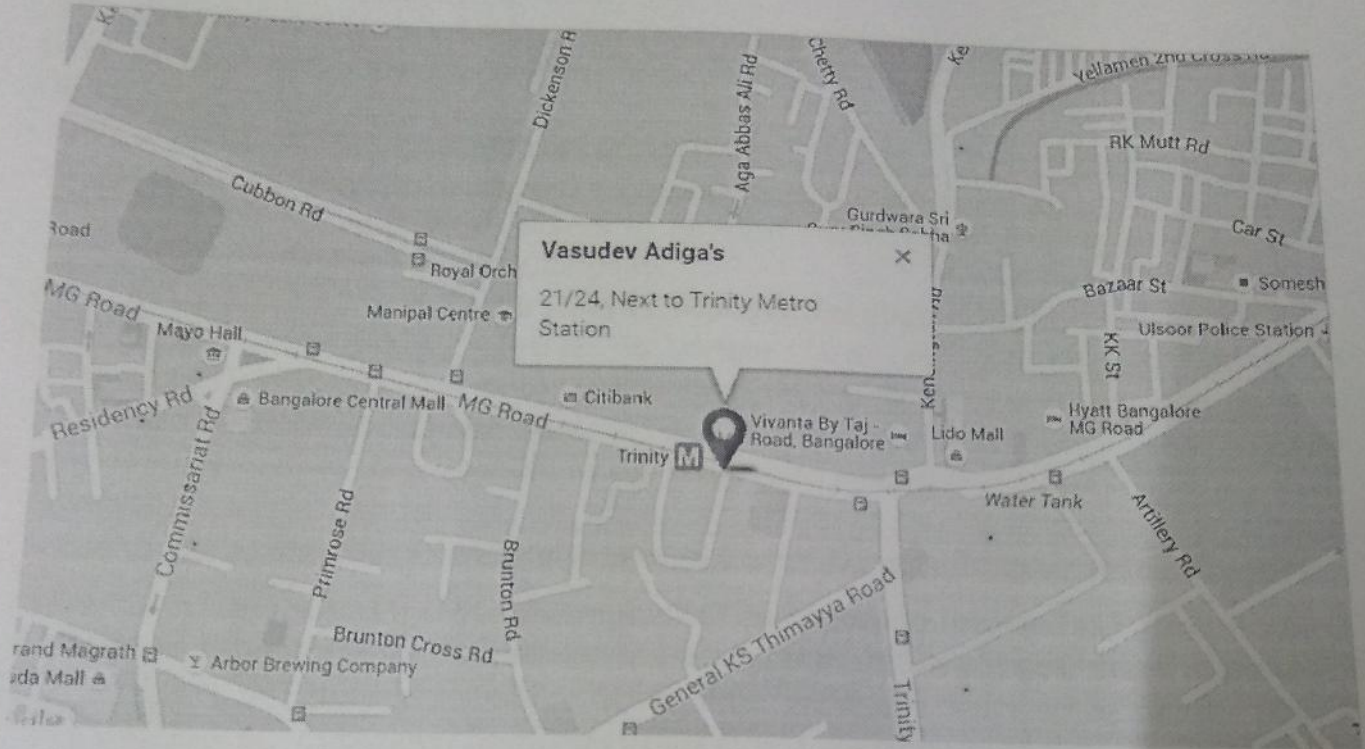 Dickenson R
Aga Abbas Ali Rd
Chetty Rd
Yellamen 2nd Cross
RK Mutt Rd
Cubbon Rd
Road
Gurdwara Sri
Car St
Royal Orch
Vasudev Adiga's
×
21/24, Next to Trinity Metro
Station
Bazaar St
Somesh
MG Road
Manipal Centre
Mayo Hall
Ulsoor Police Station
KK St
Residency Rd
Bangalore Central Mall
MG Road
Citibank
Ken
Vivanta By Taj -
Road, Bangalore
Lido Mall
Hyatt Bangalore
MG Road
Trinity M
Water Tank
Commissariat Rd
Primrose Rd
Brunton Rd
Artillery Rd
General KS Thimayya Road
Brunton Cross Rd
rand Magrath
uda Mall
Arbor Brewing Company
Trinity